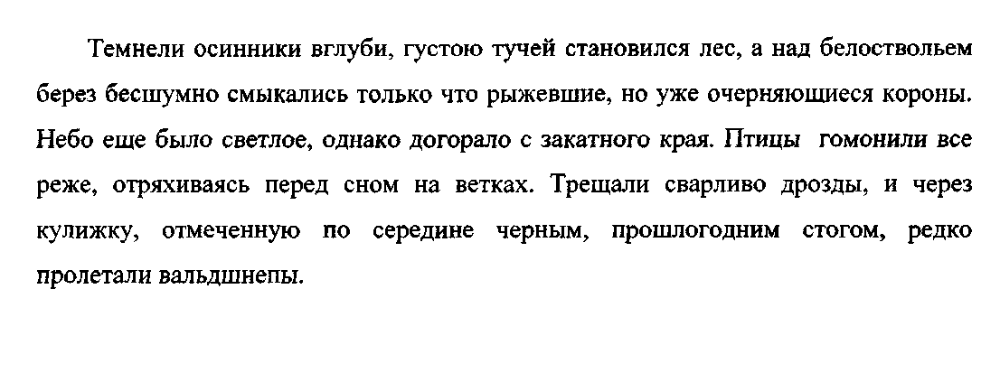 Темнели осинники вглуби, густою тучей становился лес, а над белоствольем
берез бесшумно смыкались только что рыжевшие, но уже очерняющиеся короны.
Небо еще было светлое, однако догорало с закатного края. Птицы гомонили все
реже, отряхиваясь перед сном на ветках. Трещали сварливо дрозды, и через
кулижку, отмеченную по середине черным, прошлогодним стогом, редко
пролетали вальдшнепы.